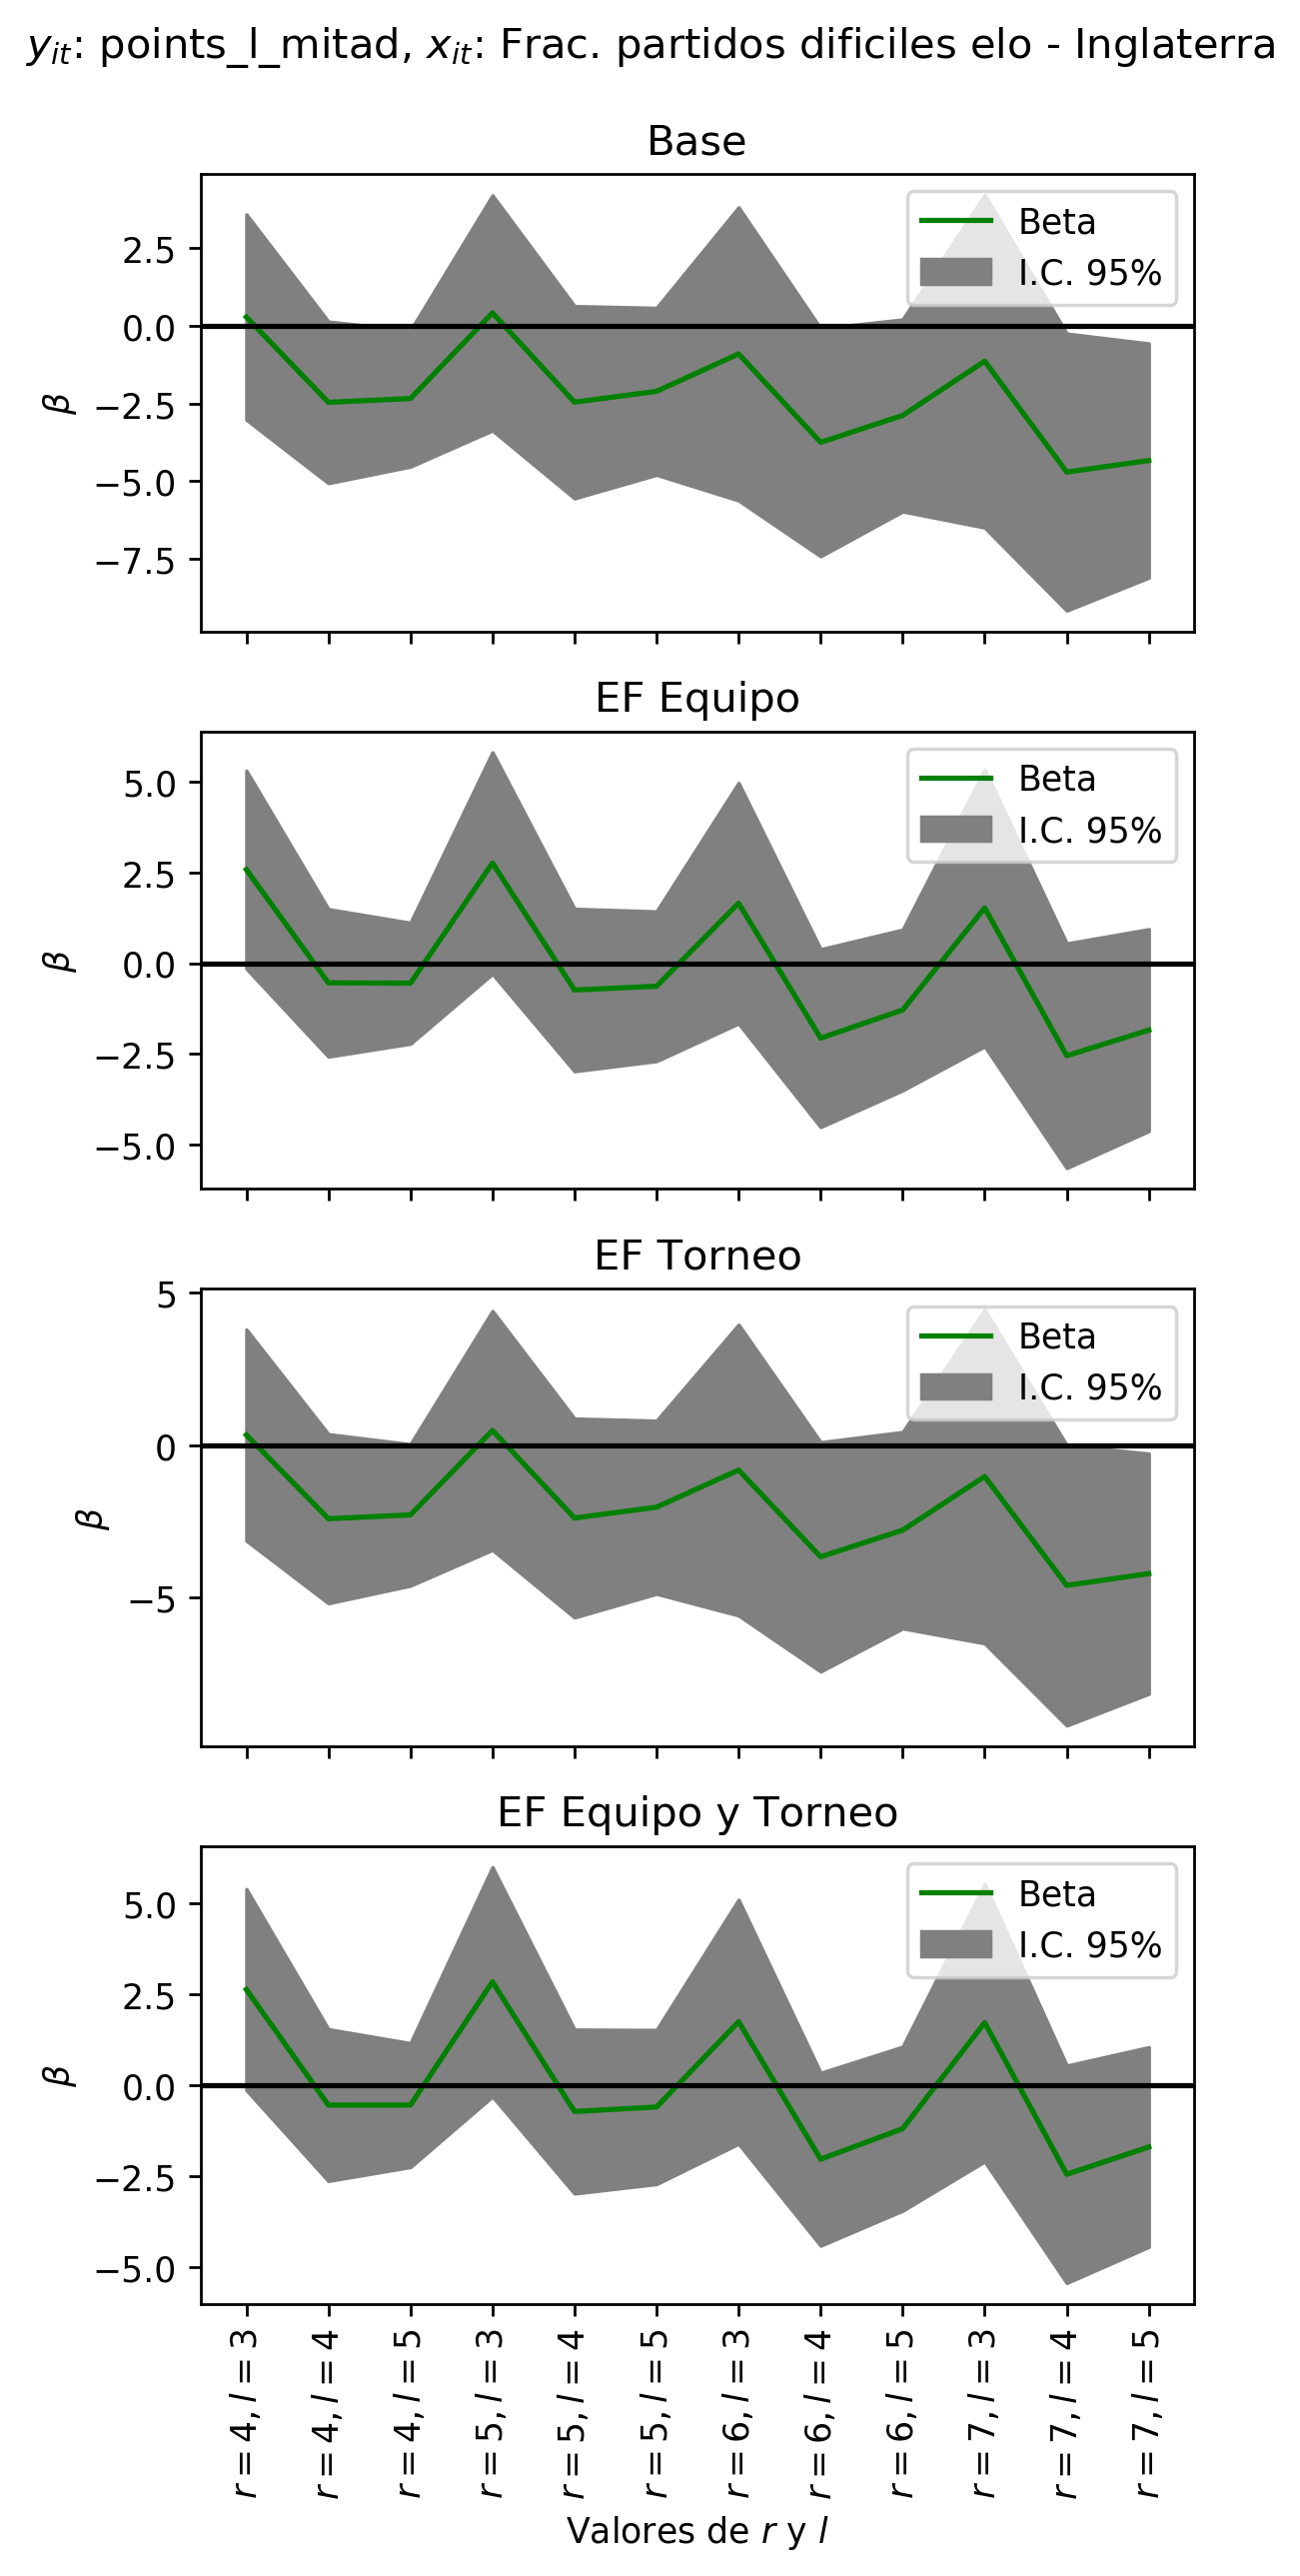 y_it: points_l_mitad, x_it: Frac. partidos dificiles elo - Inglaterra
Base
Beta
I.C. 95%
2.5
0.0
−2.5
−5.0
−7.5
β
EF Equipo
Beta
I.C. 95%
5.0
2.5
0.0
−2.5
−5.0
β
EF Torneo
Beta
I.C. 95%
5
0
−5
β
EF Equipo y Torneo
Beta
I.C. 95%
5.0
2.5
0.0
−2.5
−5.0
β
r = 4, l = 3
r = 4, l = 4
r = 4, l = 5
r = 5, l = 3
r = 5, l = 4
r = 5, l = 5
r = 6, l = 3
r = 6, l = 4
r = 6, l = 5
r = 7, l = 3
r = 7, l = 4
r = 7, l = 5
Valores de r y l